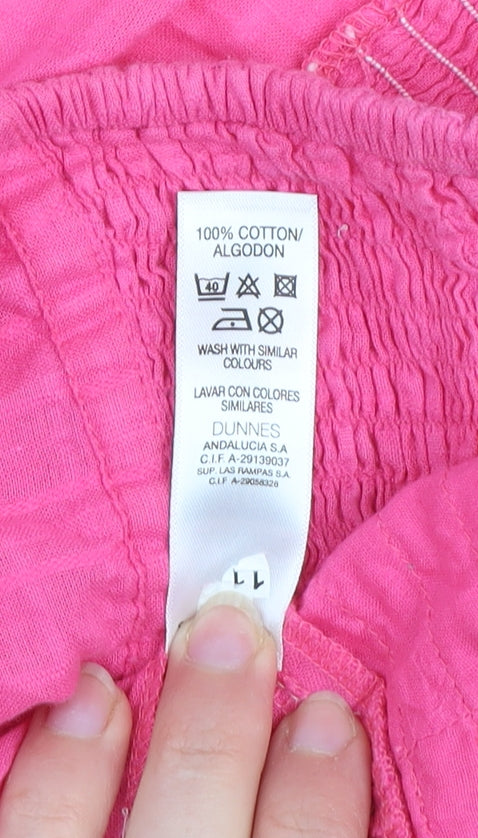 100% COTTON/
ALGODON
40
WASH WITH SIMILAR
COLOURS
LAVAR CON COLORES
SIMILARES
DUNNES
ANDALUCIA S.A
C.I.F A-29139037
SUP. LAS RAMPAS S.A.
C.I.F A-29058328
11